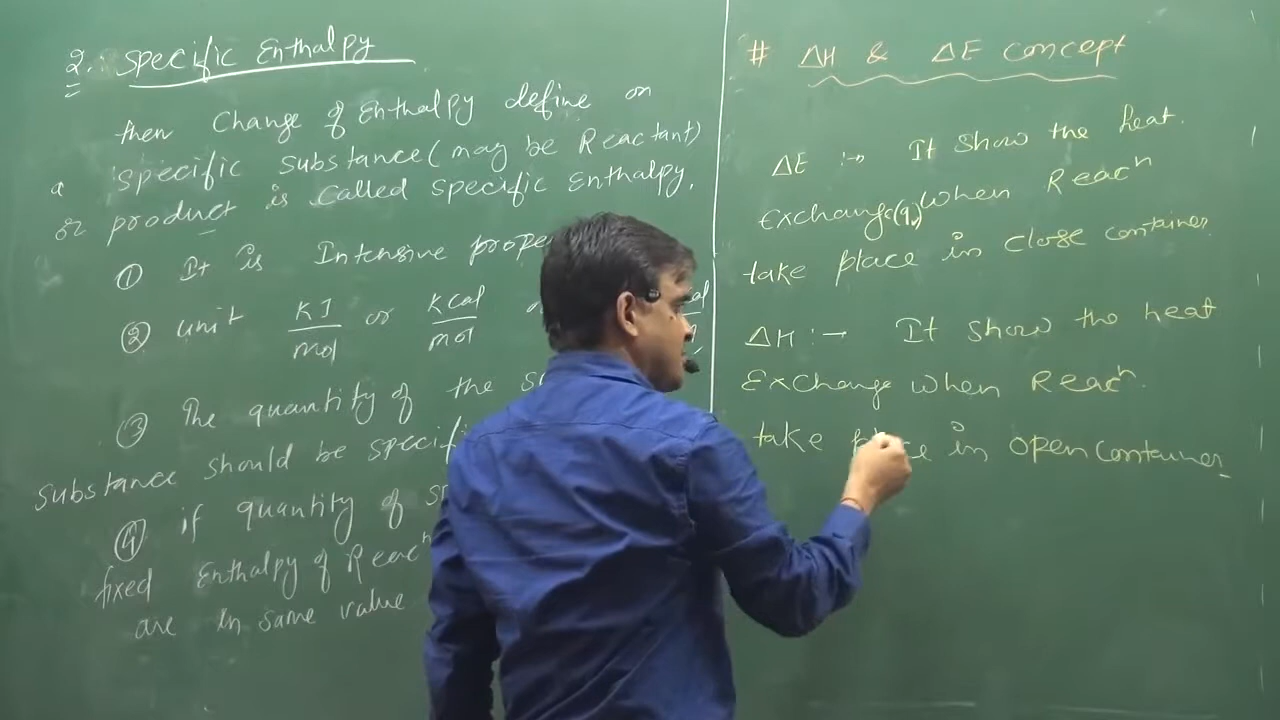 2. Specific Enthalpy
then Change of Enthalpy define on
a specific substance (may be Reactant)
or product is called specific Enthalpy.
① It is Intensive
② unit KJ/mol or Kcal/mol
③ The quantity of the
substance should be
④ if quantity of
fixed Enthalpy of Reacn
are in same value
# ΔH & ΔE concept
ΔE :→ It show the heat.
Exchange(q) when Reacn
take place in close container.
ΔH :→ It show the heat
Exchange when Reacn.
take place in open container